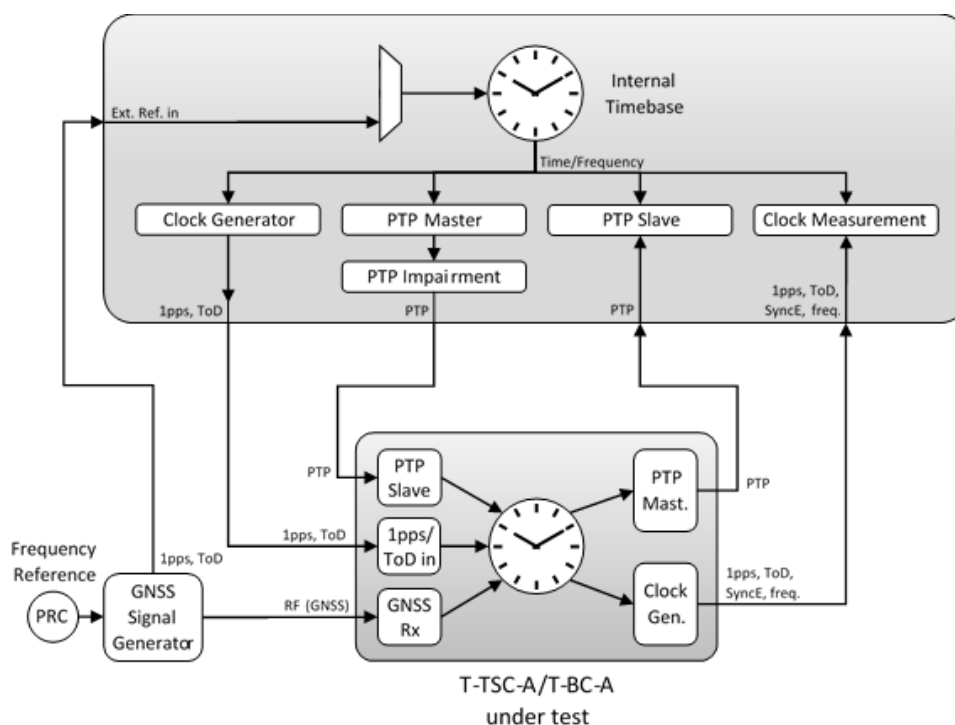 Internal
Timebase
Ext. Ref. in
Time/Frequency
Clock Generator
PTP Master
PTP Slave
Clock Measurement
PTP Impairment
1pps, ToD
PTP
PTP
1pps, ToD,
SyncE, freq.
PTP
PTP
Slave
PTP
Mast.
PTP
1pps, ToD
1pps/
ToD in
Frequency
Reference
1pps, ToD
PRC
GNSS
Signal
Generator
RF (GNSS)
GNSS
Rx
Clock
Gen.
1pps, ToD,
SyncE, freq.
T-TSC-A/T-BC-A
under test